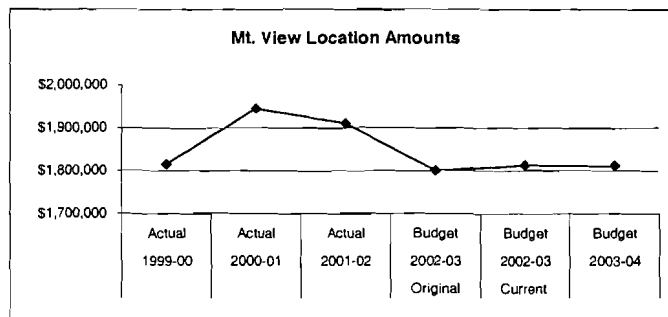 Mt. View Location Amounts
$2,000,000
$1,900,000
$1,800,000
$1,700,000
Actual Actual Actual Budget Budget Budget
1999-00 2000-01 2001-02 2002-03 2002-03 2003-04
Original Current